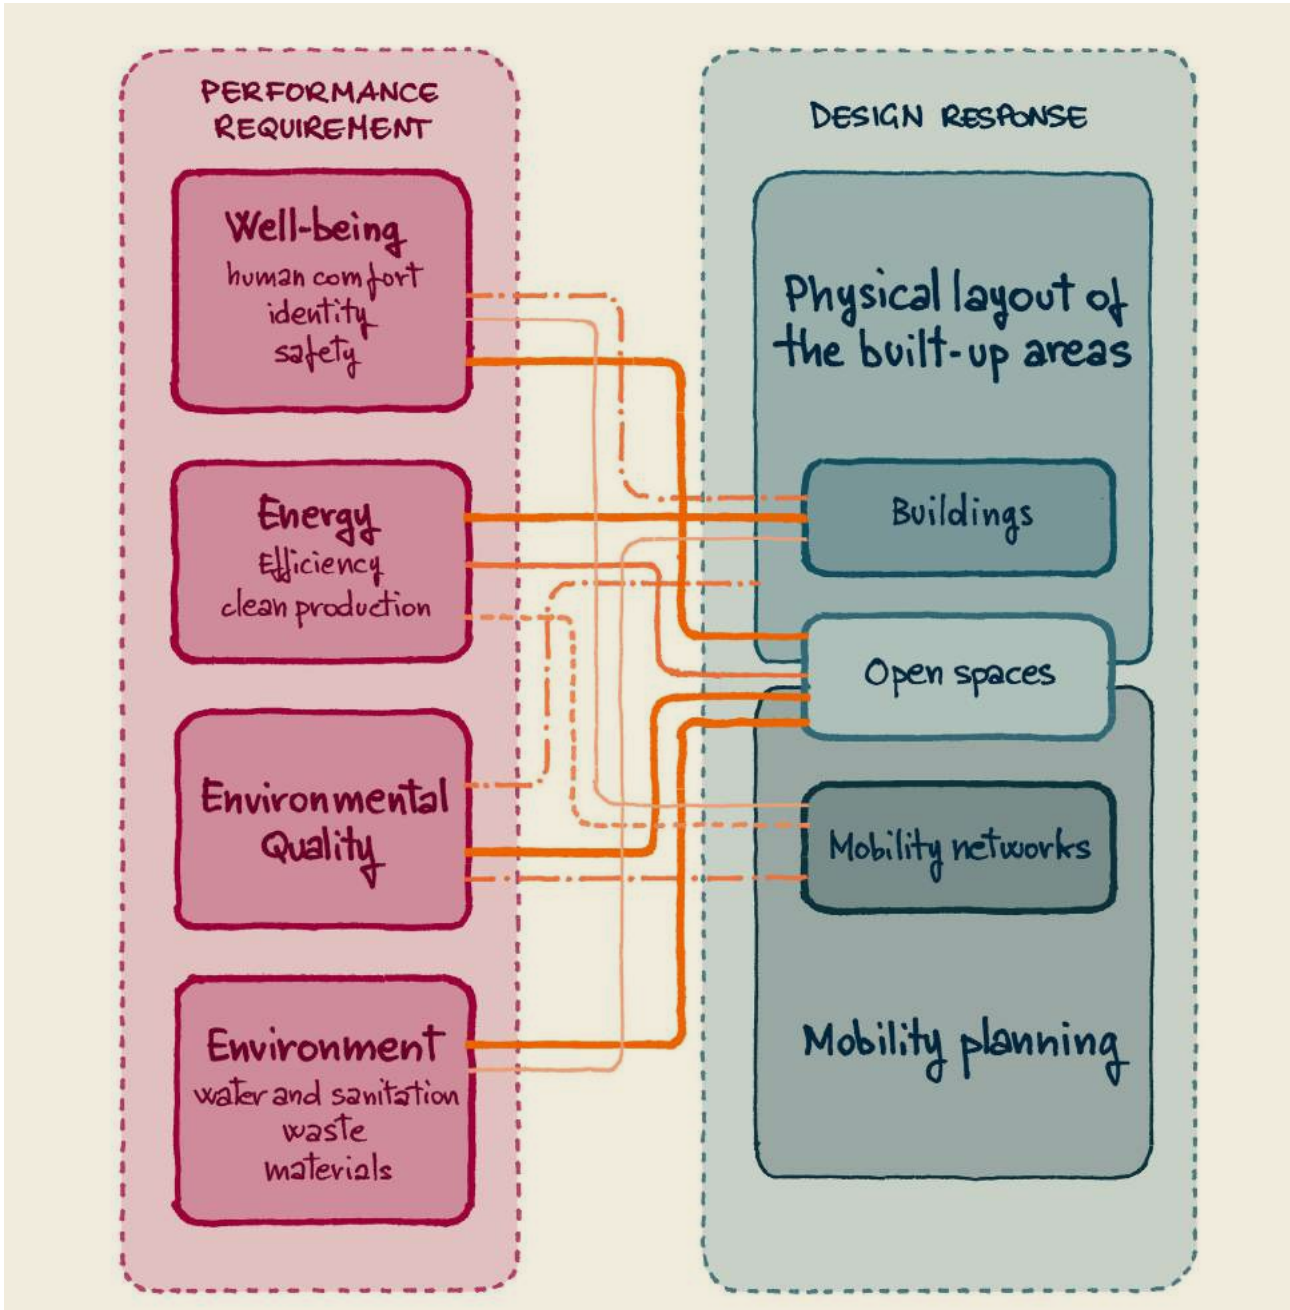 PERFORMANCE
REQUIREMENT
Well-being
human comfort
identity
safety
Energy
Efficiency
clean production
Environmental
Quality
Environment
water and sanitation
waste
materials
DESIGN RESPONSE
Physical layout of
the built-up areas
Buildings
Open spaces
Mobility networks
Mobility planning